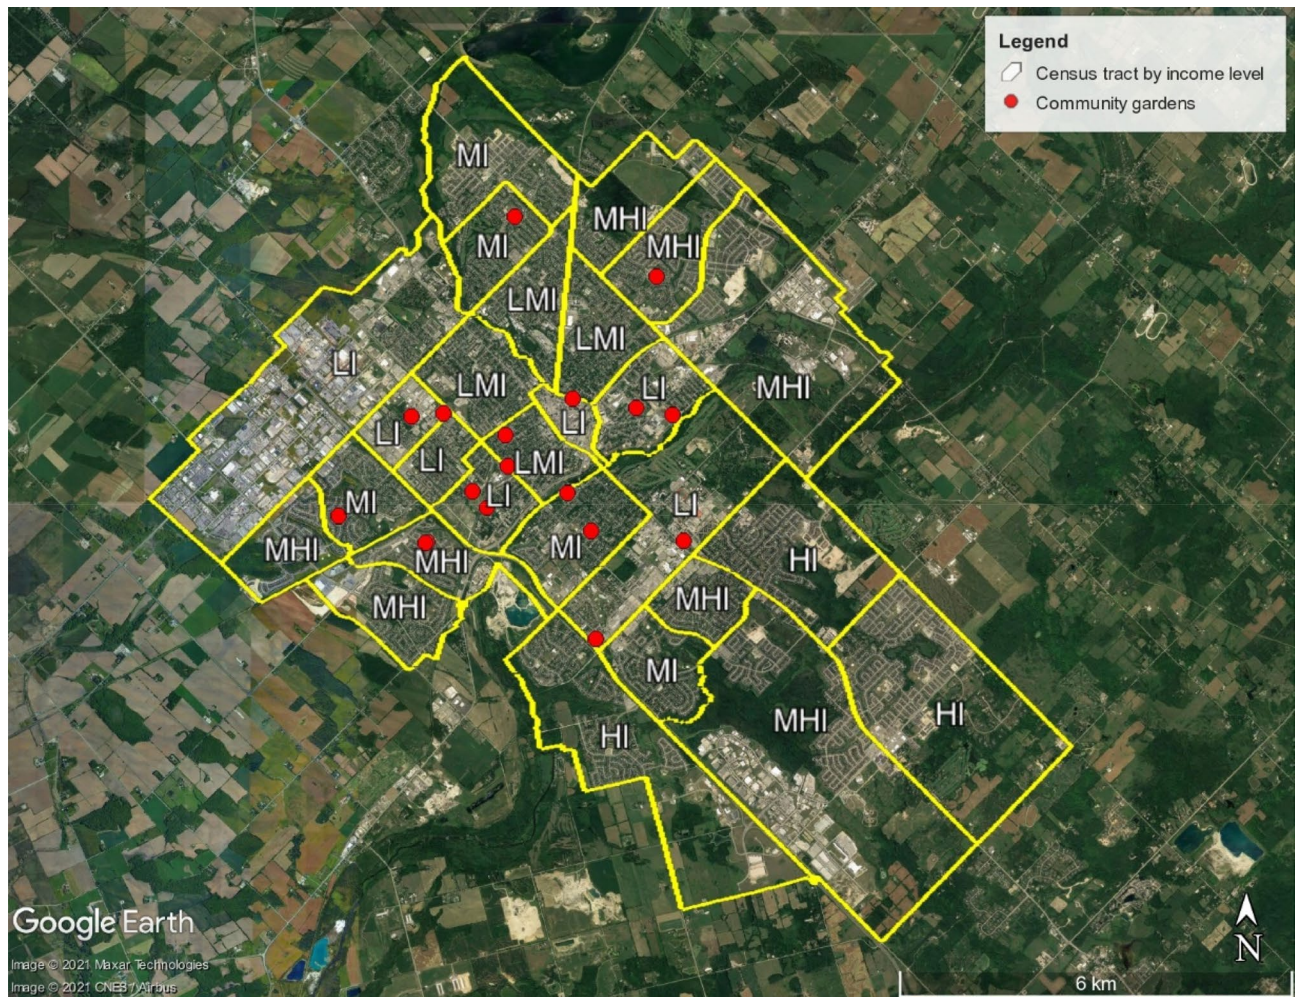 Legend
Census tract by income level
Community gardens
MI
MHI
MI
MHI
LMI
LMI
LI
LMI
LI
MHI
LI
LI
LI
LMI
LI
MI
LI
MHI
MI
MHI
HI
MHI
MHI
MI
HI
MHI
HI
Google Earth
Image © 2021 Maxar Technologies
Image © 2021 CNES / Airbus
6 km
N